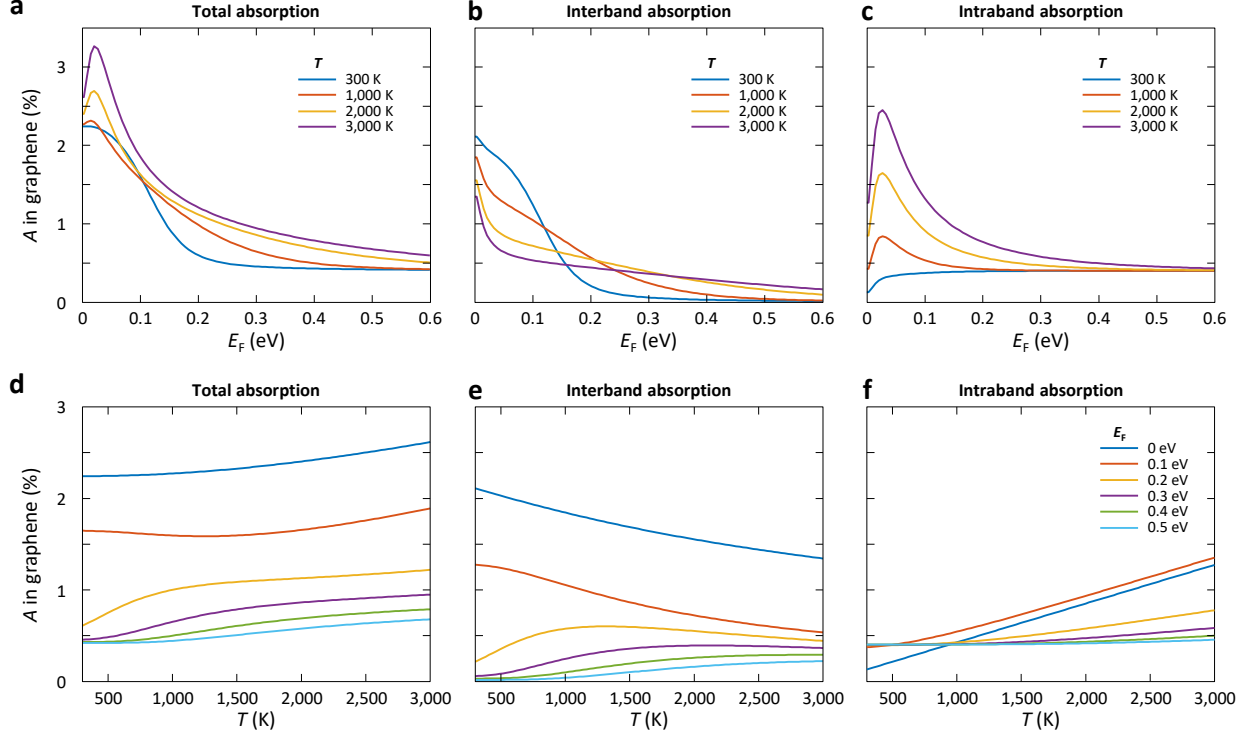 a
Total absorption
A in graphene (%)
3
2
1
0
T
300 K
1,000 K
2,000 K
3,000 K
0 0.1 0.2 0.3 0.4 0.5 0.6
EF (eV)
b
Interband absorption
T
300 K
1,000 K
2,000 K
3,000 K
0 0.1 0.2 0.3 0.4 0.5 0.6
EF (eV)
c
Intraband absorption
T
300 K
1,000 K
2,000 K
3,000 K
0 0.1 0.2 0.3 0.4 0.5 0.6
EF (eV)
d
Total absorption
A in graphene (%)
3
2
1
0
500 1,000 1,500 2,000 2,500 3,000
T (K)
e
Interband absorption
500 1,000 1,500 2,000 2,500 3,000
T (K)
f
Intraband absorption
EF
0 eV
0.1 eV
0.2 eV
0.3 eV
0.4 eV
0.5 eV
500 1,000 1,500 2,000 2,500 3,000
T (K)